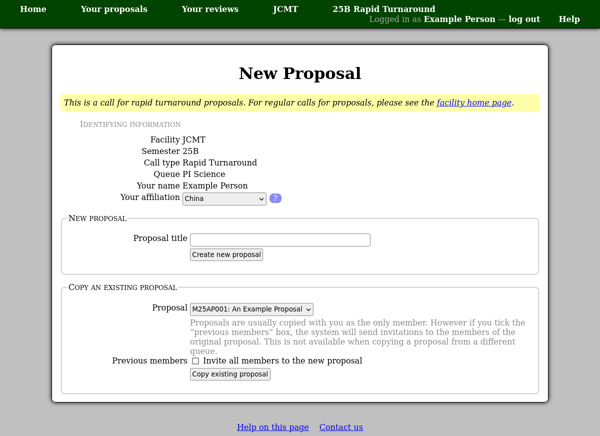 Home Your proposals Your reviews JCMT 25B Rapid Turnaround
Logged in as Example Person — log out Help
New Proposal
This is a call for rapid turnaround proposals. For regular calls for proposals, please see the facility home page.
Identifying information
Facility JCMT
Semester 25B
Call type Rapid Turnaround
Queue PI Science
Your name Example Person
Your affiliation China ?
New proposal
Proposal title
Create new proposal
Copy an existing proposal
Proposal M25AP001: An Example Proposal
Proposals are usually copied with you as the only member. However if you tick the
“previous members” box, the system will send invitations to the members of the
original proposal. This is not available when copying a proposal from a different
queue.
Previous members Invite all members to the new proposal
Copy existing proposal
Help on this page Contact us